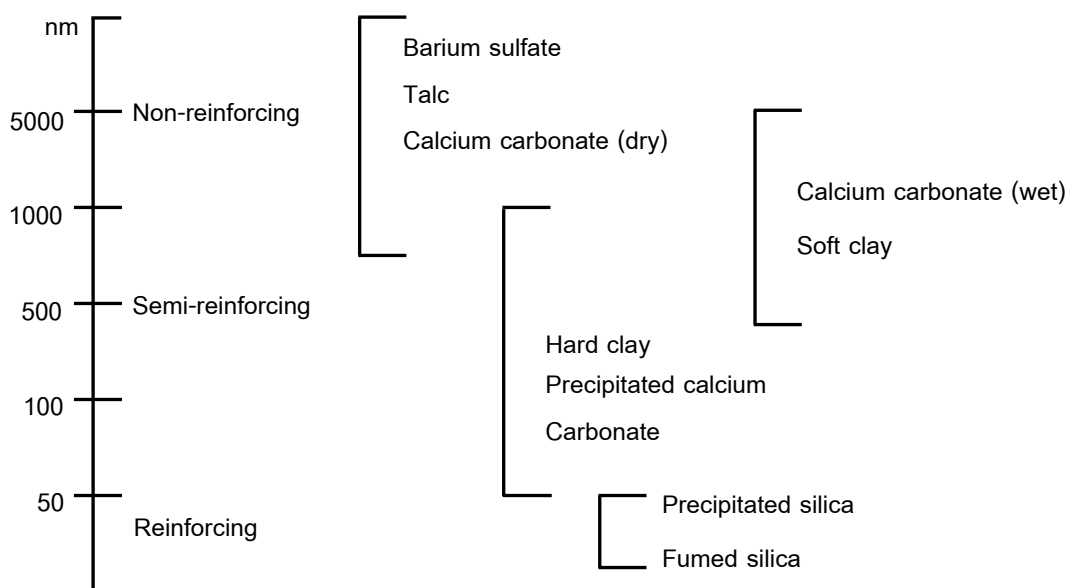 nm
5000
1000
500
100
50
Non-reinforcing
Semi-reinforcing
Reinforcing
Barium sulfate
Talc
Calcium carbonate (dry)
Hard clay
Precipitated calcium
Carbonate
Precipitated silica
Fumed silica
Calcium carbonate (wet)
Soft clay